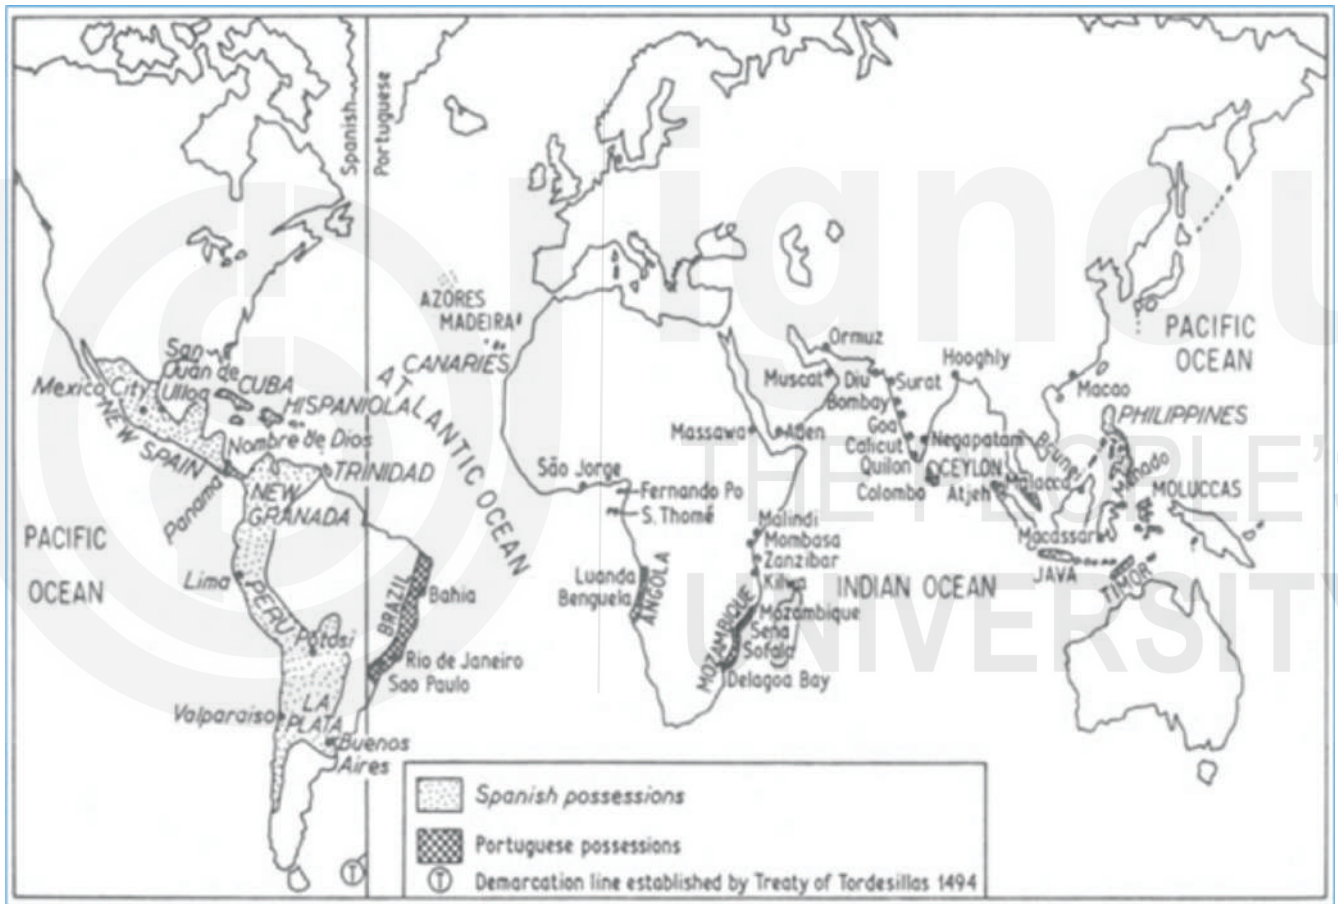 Spanish
Portuguese
AZORES
MADEIRA
CANARIES
ATLANTIC OCEAN
San
Juan de
Ulloa
Mexico City
CUBA
HISPANIOLA
NEW SPAIN
Nombre de Dios
TRINIDAD
Panama
NEW
GRANADA
PACIFIC
OCEAN
Lima
PERU
BRAZIL
Bahia
Potosi
Rio de Janeiro
Sao Paulo
LA
PLATA
Valparaiso
Buenos
Aires
São Jorge
Fernando Po
S. Thomé
Luanda
Benguela
ANGOLA
Massawa
Aden
Ormuz
Muscat
Diu
Surat
Bombay
Goa
Calicut
Quilon
Colombo
Hooghly
Negapatam
CEYLON
Atjeh
Malacca
Brunei
Macao
PHILIPPINES
PACIFIC
OCEAN
MOLUCCAS
Macassar
JAVA
TIMOR
INDIAN OCEAN
Malindi
Mombasa
Zanzibar
Kilwa
Mozambique
Sena
Sofala
MOZAMBIQUE
Delagoa Bay
Spanish possessions
Portuguese possessions
T Demarcation line established by Treaty of Tordesillas 1494
T
ignou
THE PEOPLE'
UNIVERSITY